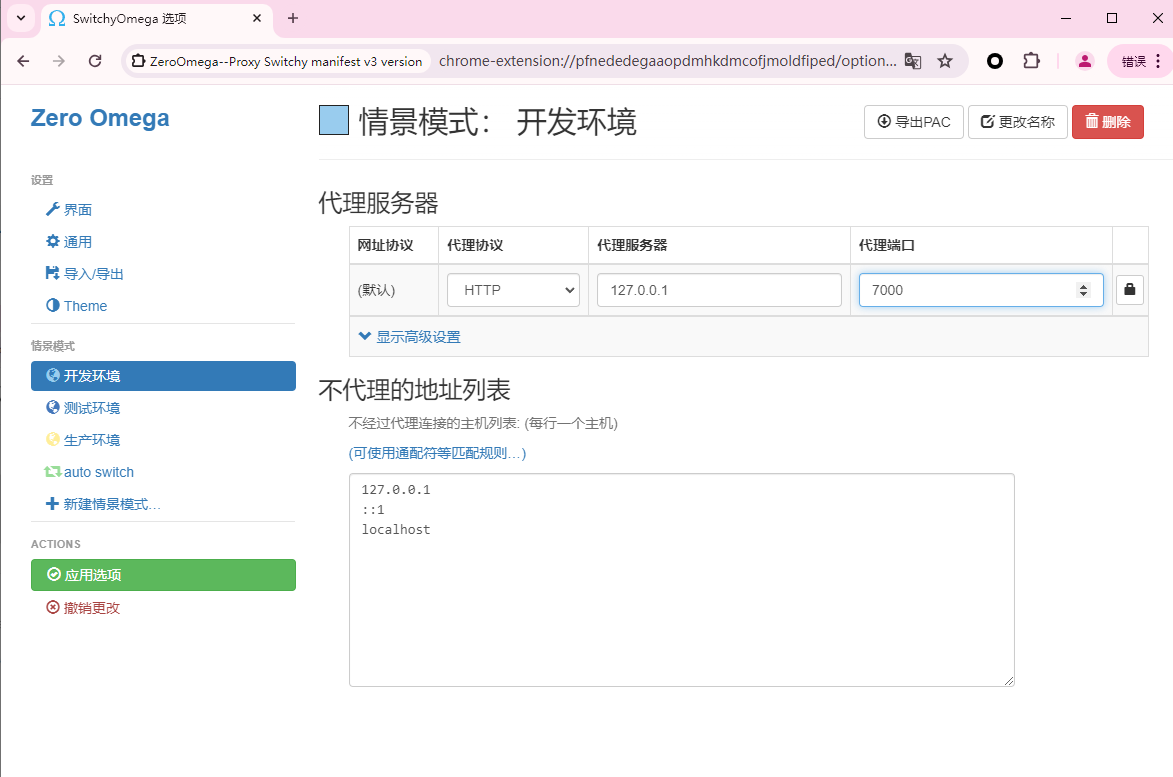 SwitchyOmega 选项
ZeroOmega--Proxy Switchy manifest v3 version
chrome-extension://pfnededegaaopdmhkdmcofjmoldfiped/option...
错误
Zero Omega
设置
界面
通用
导入/导出
Theme
情景模式
开发环境
测试环境
生产环境
auto switch
新建情景模式...
ACTIONS
应用选项
撤销更改
情景模式： 开发环境
导出PAC
更改名称
删除
代理服务器
网址协议 代理协议 代理服务器 代理端口
(默认) HTTP 127.0.0.1 7000
显示高级设置
不代理的地址列表
不经过代理连接的主机列表: (每行一个主机)
(可使用通配符等匹配规则...)
127.0.0.1
::1
localhost